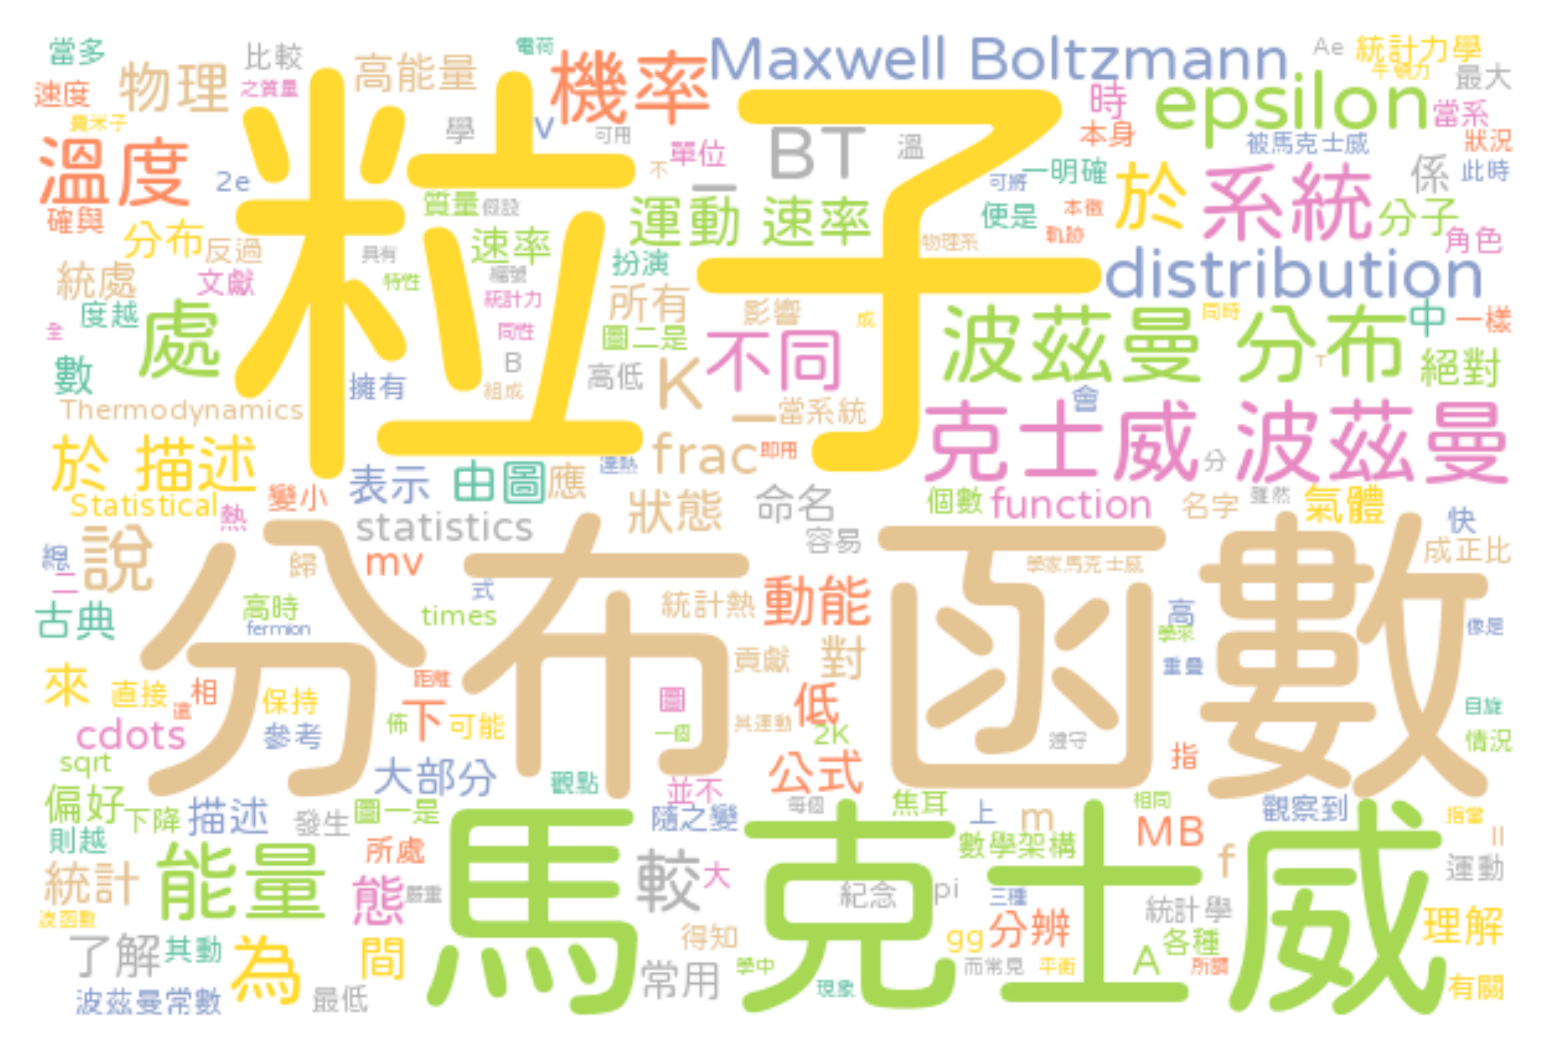 當多 比較 高能量 電荷 機率 Maxwell Boltzmann Ae 統計力學
速度 物理 之質量 牛頓力 最大
費米子 學 v 可用 粒子 時 epsilon 當系
溫度 2e 不 單位 _ BT 溫 本身 被馬克士威 狀況
確與 質量 假設 運動 速率 可將 一明確 於 系統 係 此時
分布 反過 具有 速率 便是 本徵 軌跡 分子 角色
統處 文獻 特性 編號 扮演 物理系 distribution
度越 處 統計力 所有 影響 成 同時 中 一樣
全 同性 圖二是 不同 波茲曼 分布
數 擁有 B 高低 K T 絕對
Thermodynamics 組成 _ 當系統 會
於 描述 frac 即用 克士威 波茲曼
表示 由圖 應 達熱 分
Statistical 變小 狀態 命名 個數 function 名字 雖然 氣體 快
熱 statistics 容易 成正比
總 說 歸 mv 分布函數 學家馬克士威
二 式 動能 高
古典 高時 times 統計熱 學家 像是
fermion 貢獻 對 重疊
來 直接 相 保持 距離 圖 低 目旋
遵 佈 下 可能 一個 其運動 2K 遵守 情況
cdots 參考 指
sqrt 大部分 觀點 並不 公式
偏好 下降 描述 發生 圖一是 隨之變 每個 焦耳 上 m 相同 觀察到 指當
則越 馬克士威 數學架構 MB II
統計 能量 所處 較 大 f 運動
態 嚴重 紀念 pi 三種 統計學
波函數 得知 gg 分辨 各種 理解
了解 其動 為 間 常用 學中 而常見 平衡 A 所謂
波茲曼常數 最低 現象 有關